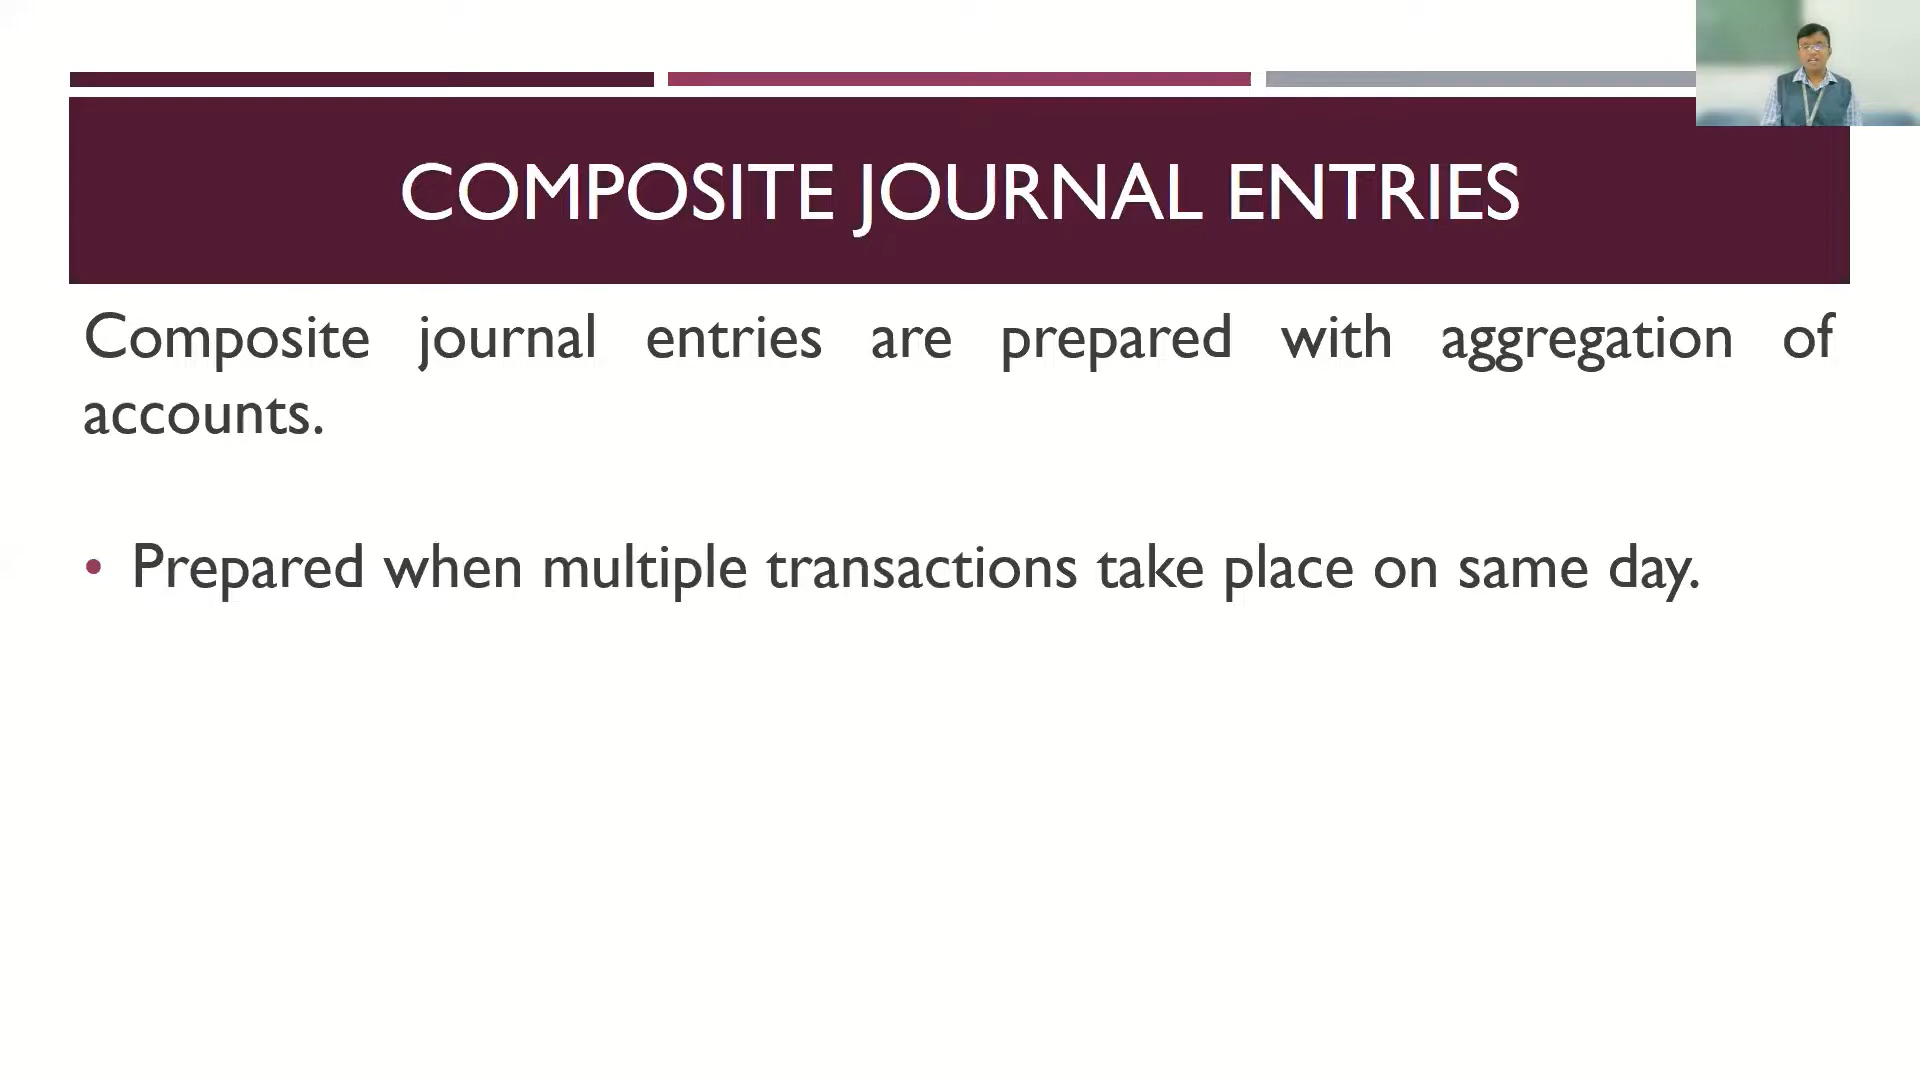 COMPOSITE JOURNAL ENTRIES
Composite journal entries are prepared with aggregation of
accounts.
• Prepared when multiple transactions take place on same day.